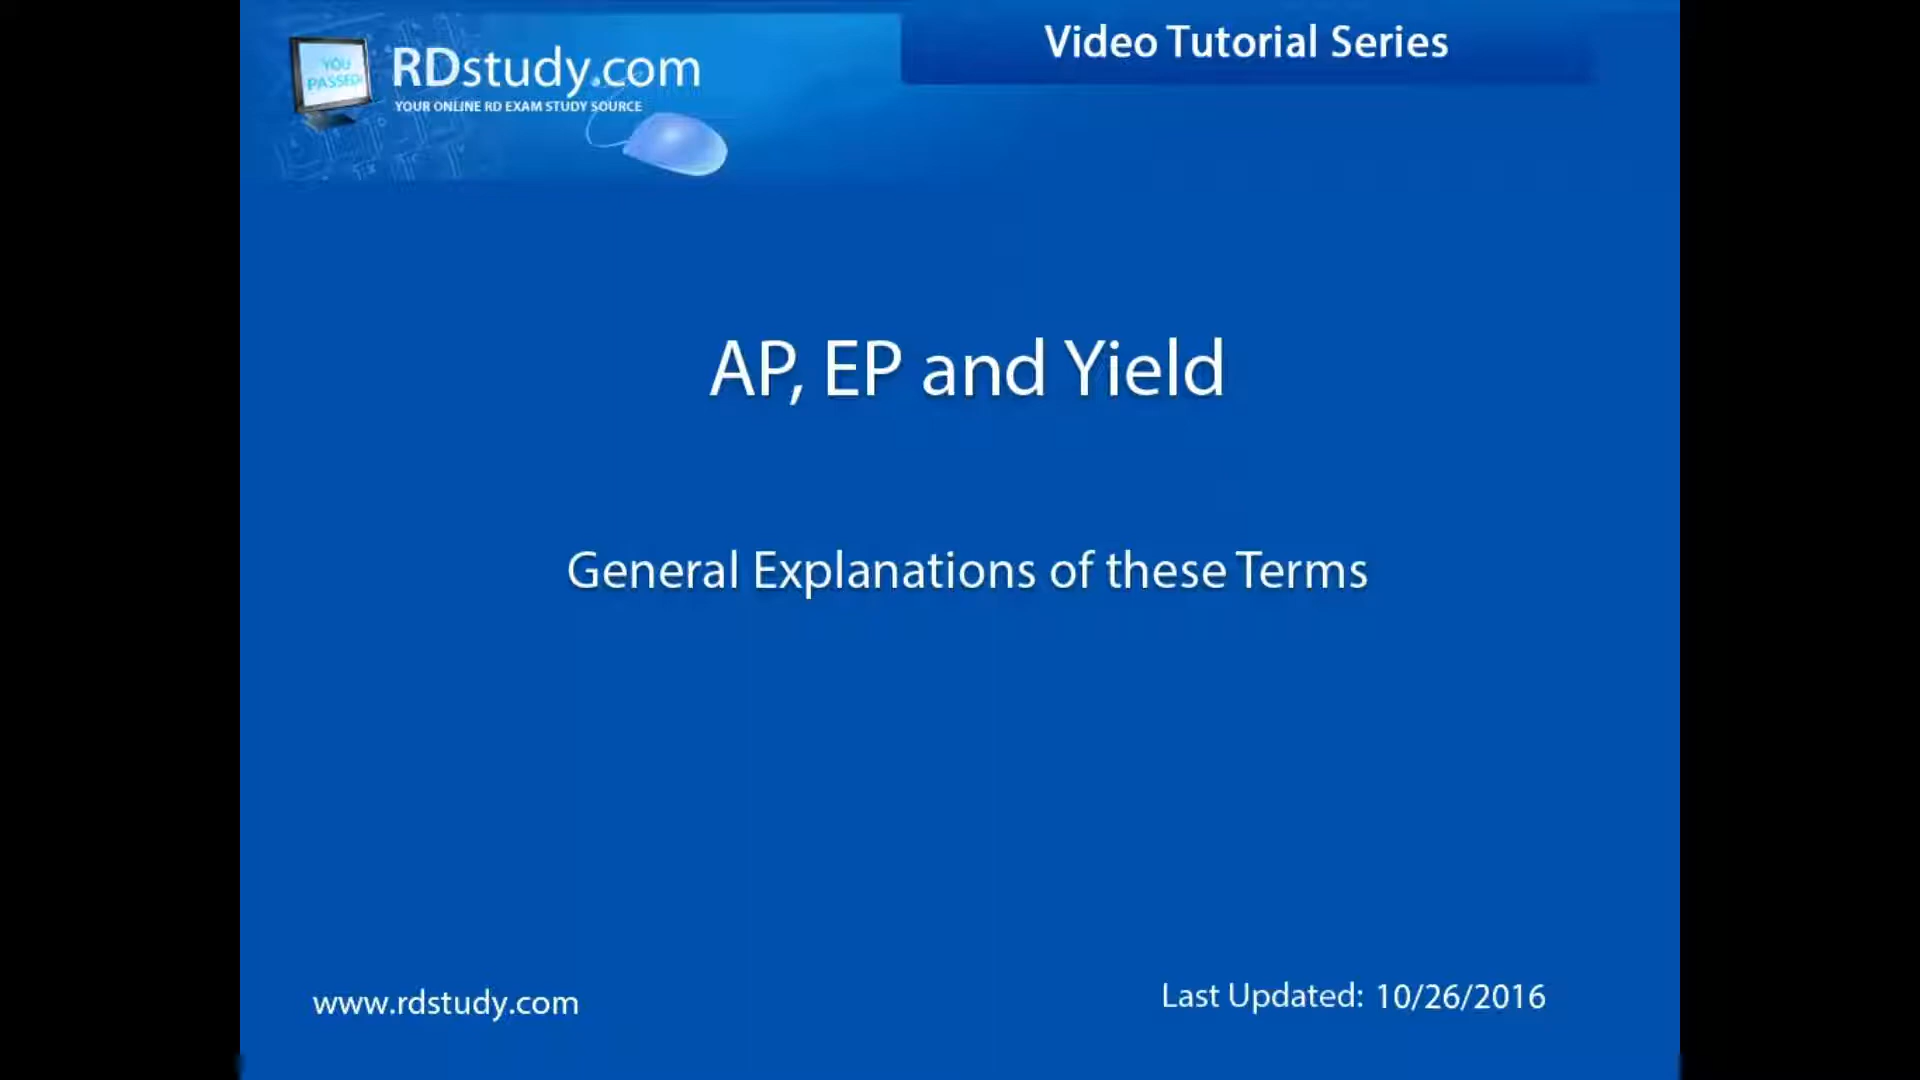 YOU
PASSED!
RDstudy.com
YOUR ONLINE RD EXAM STUDY SOURCE
Video Tutorial Series
AP, EP and Yield
General Explanations of these Terms
www.rdstudy.com
Last Updated: 10/26/2016